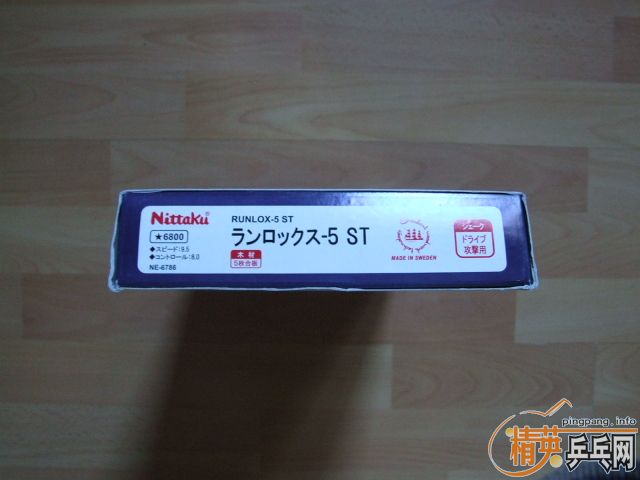 Nittaku
★6800
◆スピード:9.5
◆コントロール:8.0
NE-6786
RUNLOX-5 ST
ランロックス-5 ST
木材
5枚合板
MADE IN SWEDEN
シェーク
ドライブ
攻撃用
pingpang.info
精英乒乓网